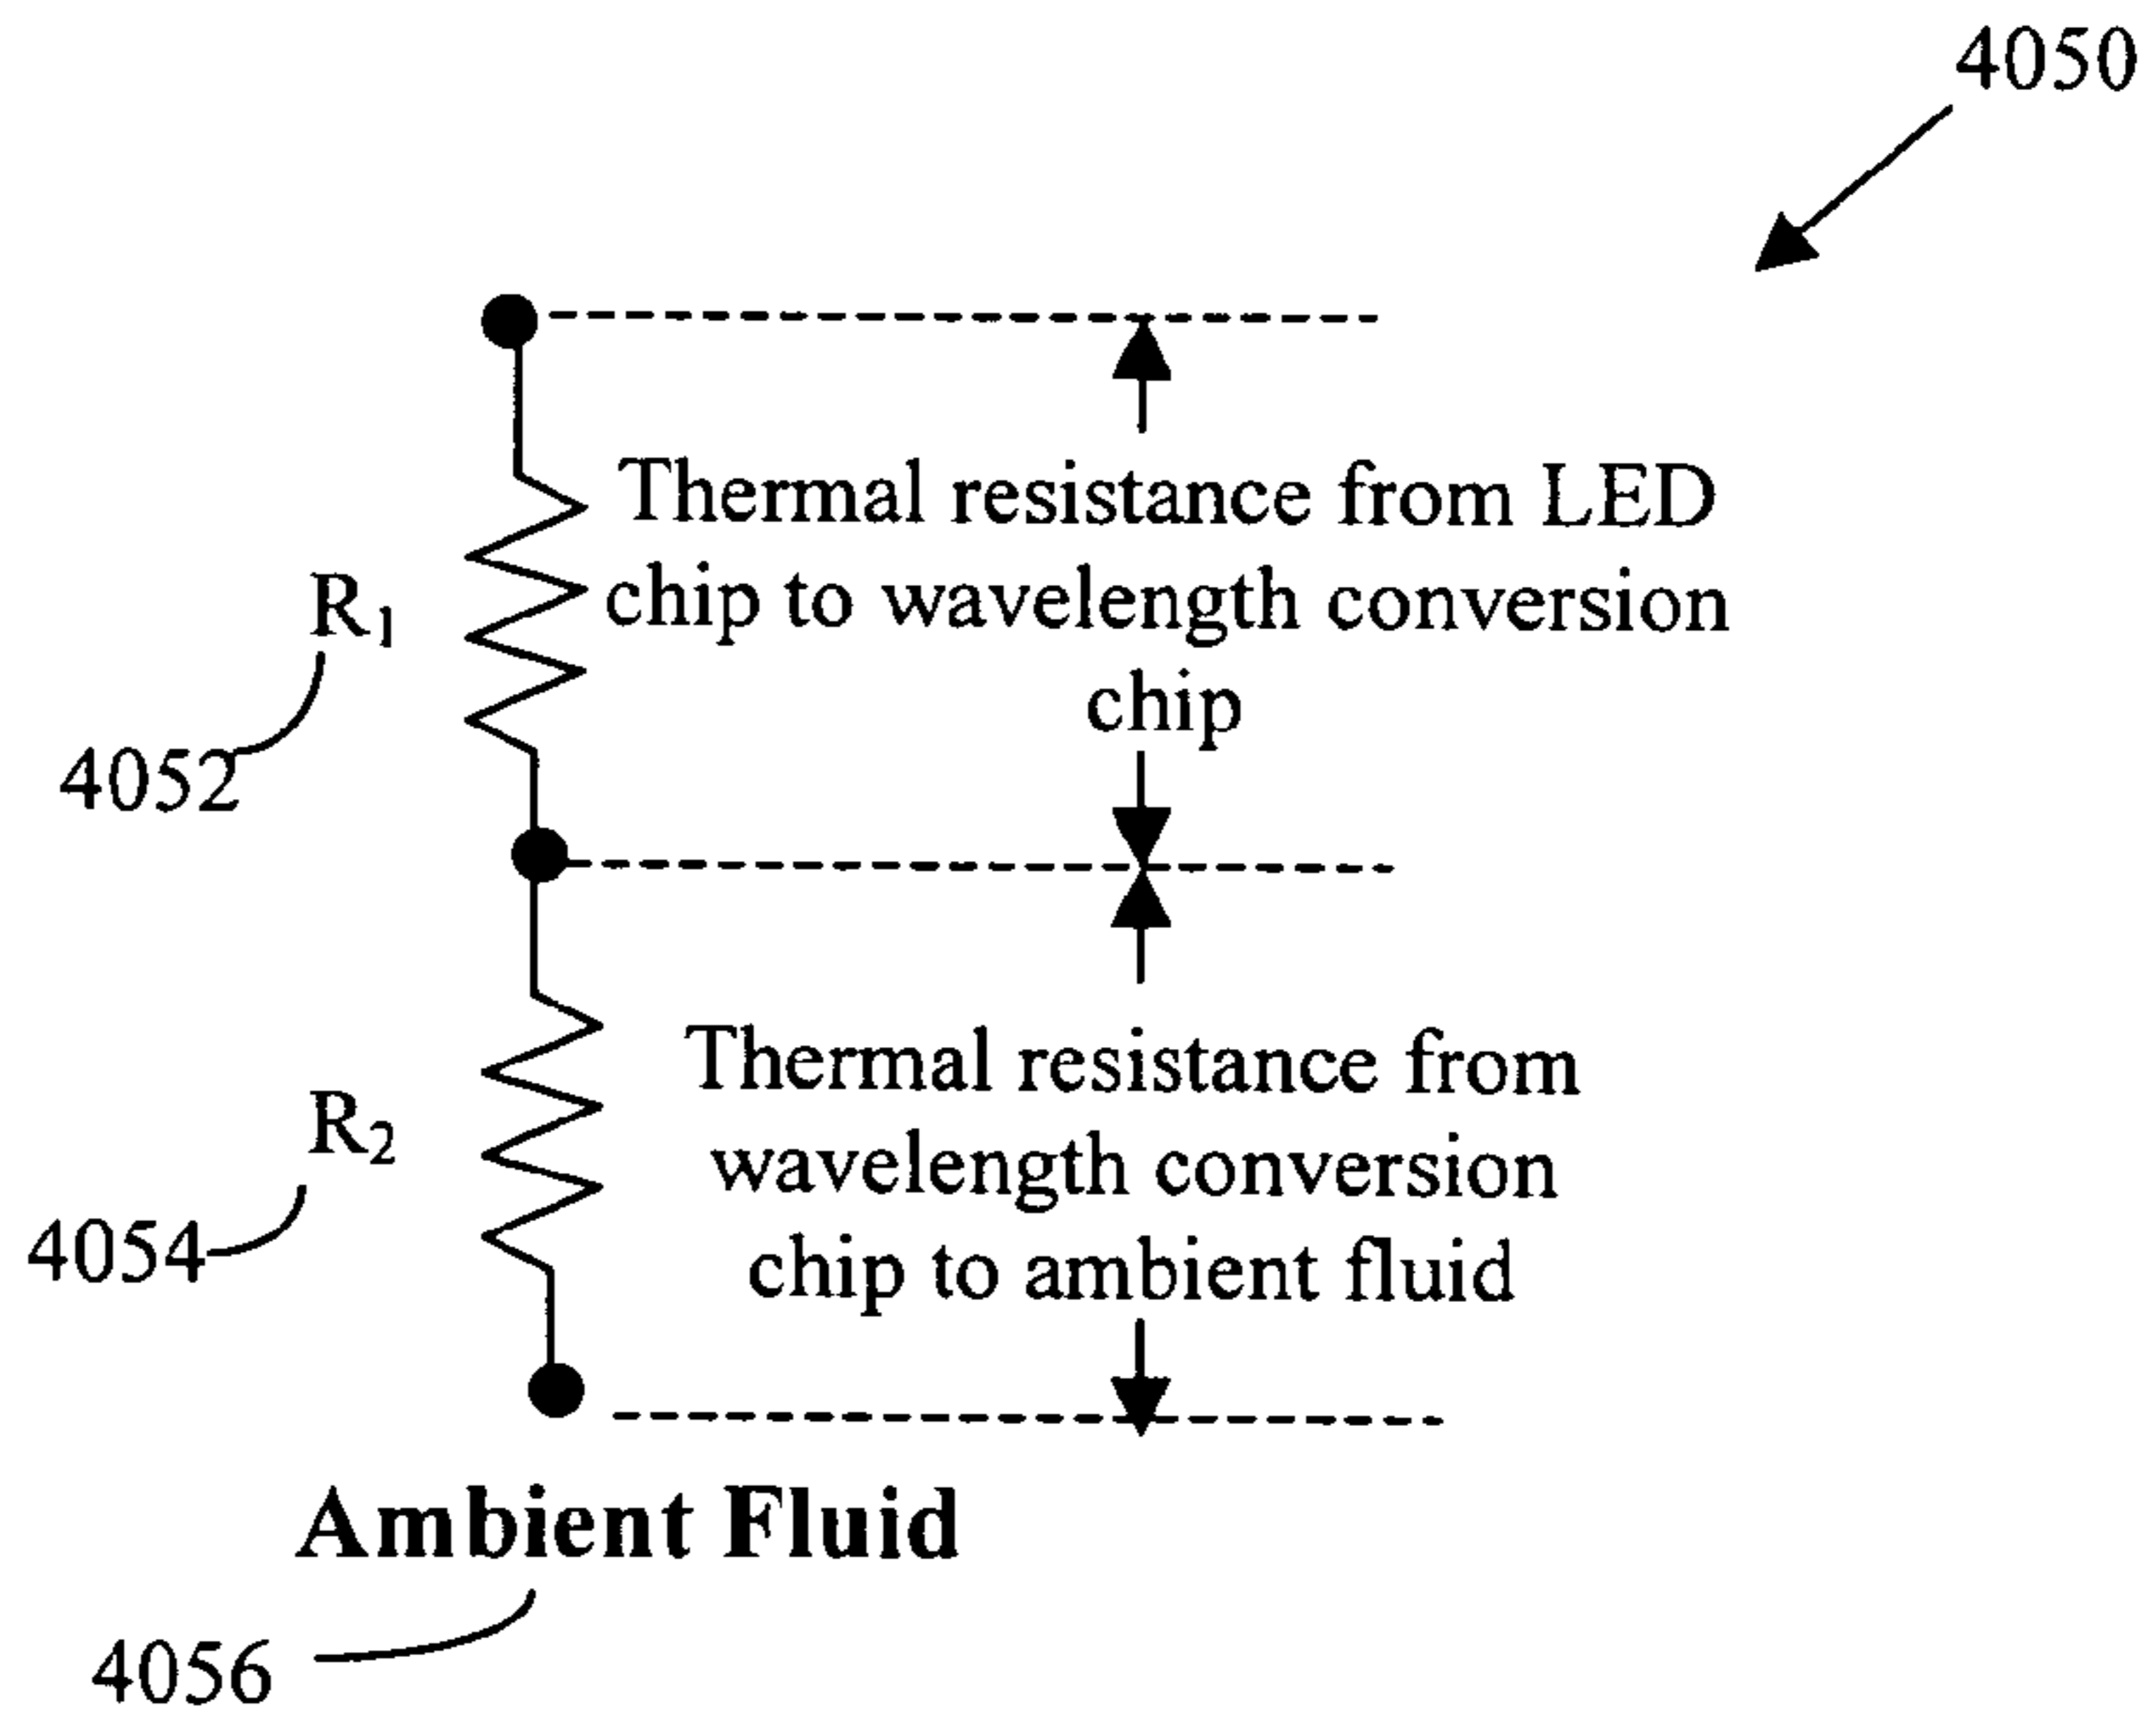 4050
Thermal resistance from LED
chip to wavelength conversion
chip
R₁
4052
Thermal resistance from
wavelength conversion
chip to ambient fluid
R₂
4054
Ambient Fluid
4056